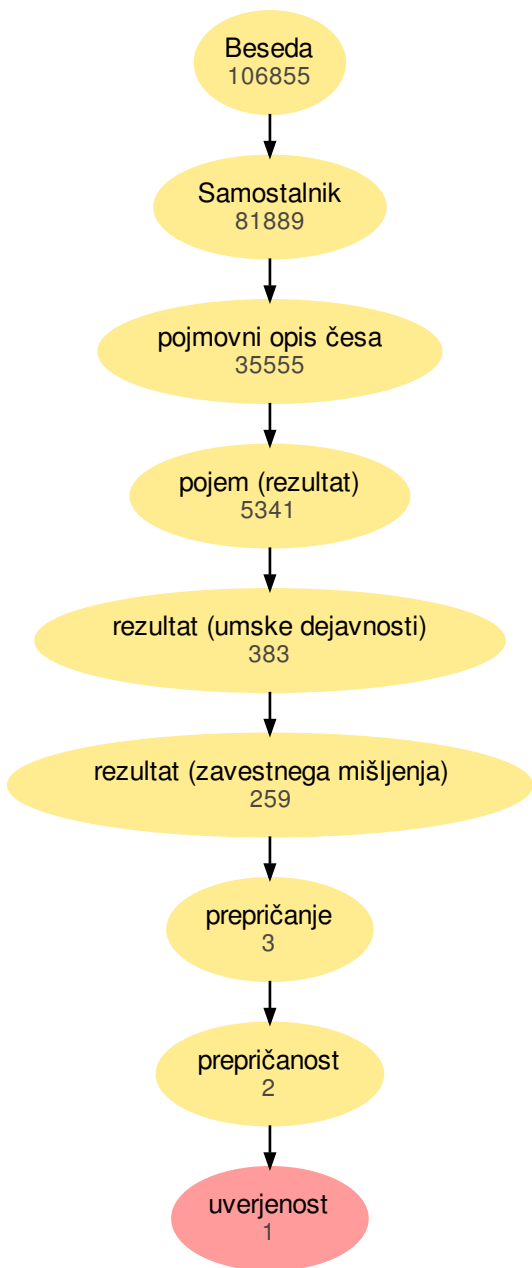 Beseda
106855
Samostalnik
81889
pojmovni opis česa
35555
pojem (rezultat)
5341
rezultat (umske dejavnosti)
383
rezultat (zavestnega mišljenja)
259
prepričanje
3
prepričanost
2
uverjenost
1